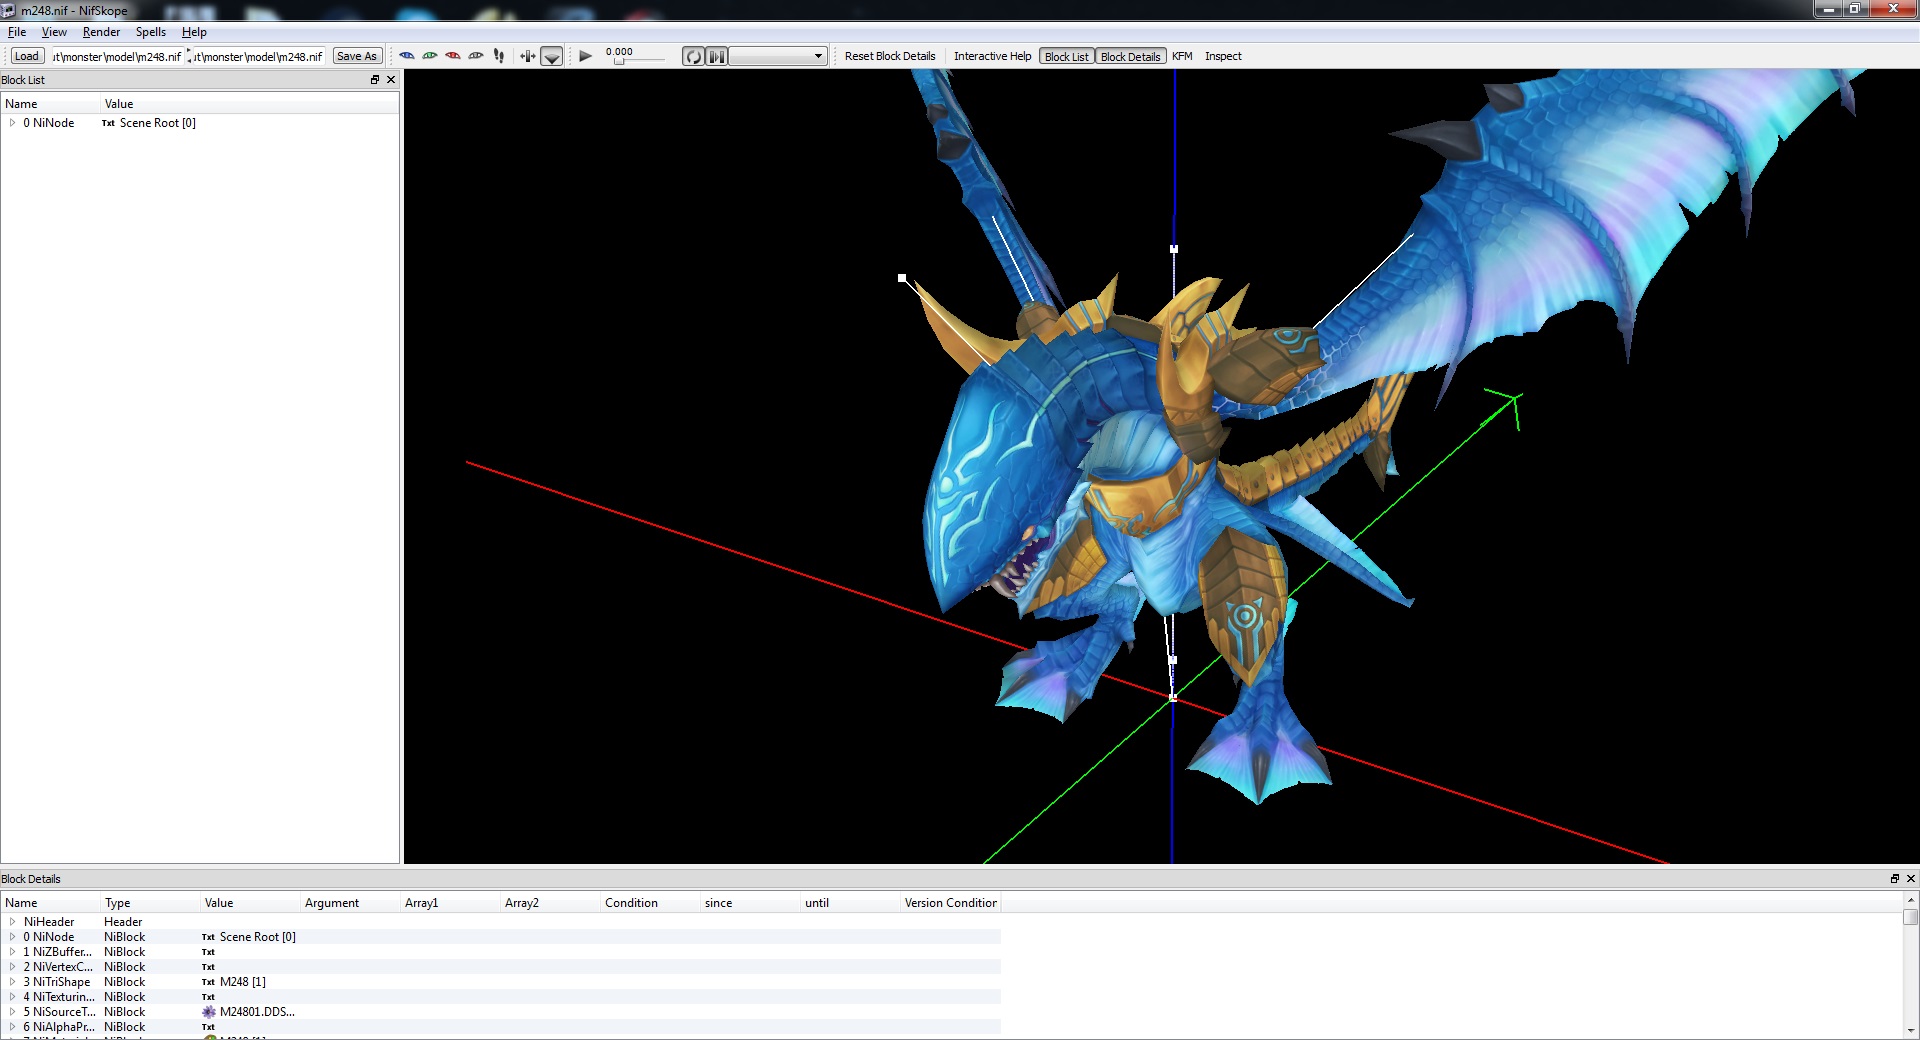 m248.nif - NifSkope
File View Render Spells Help
Load ıt\monster\model\m248.nif ıt\monster\model\m248.nif Save As 0.000 Reset Block Details Interactive Help Block List Block Details KFM Inspect
Block List
Name Value
0 NiNode Txt Scene Root [0]
Block Details
Name Type Value Argument Array1 Array2 Condition since until Version Condition
NiHeader Header
0 NiNode NiBlock Txt Scene Root [0]
1 NiZBuffer... NiBlock Txt
2 NiVertexC... NiBlock Txt
3 NiTriShape NiBlock Txt M248 [1]
4 NiTexturin... NiBlock Txt
5 NiSourceT... NiBlock M24801.DDS...
6 NiAlphaPr... NiBlock Txt